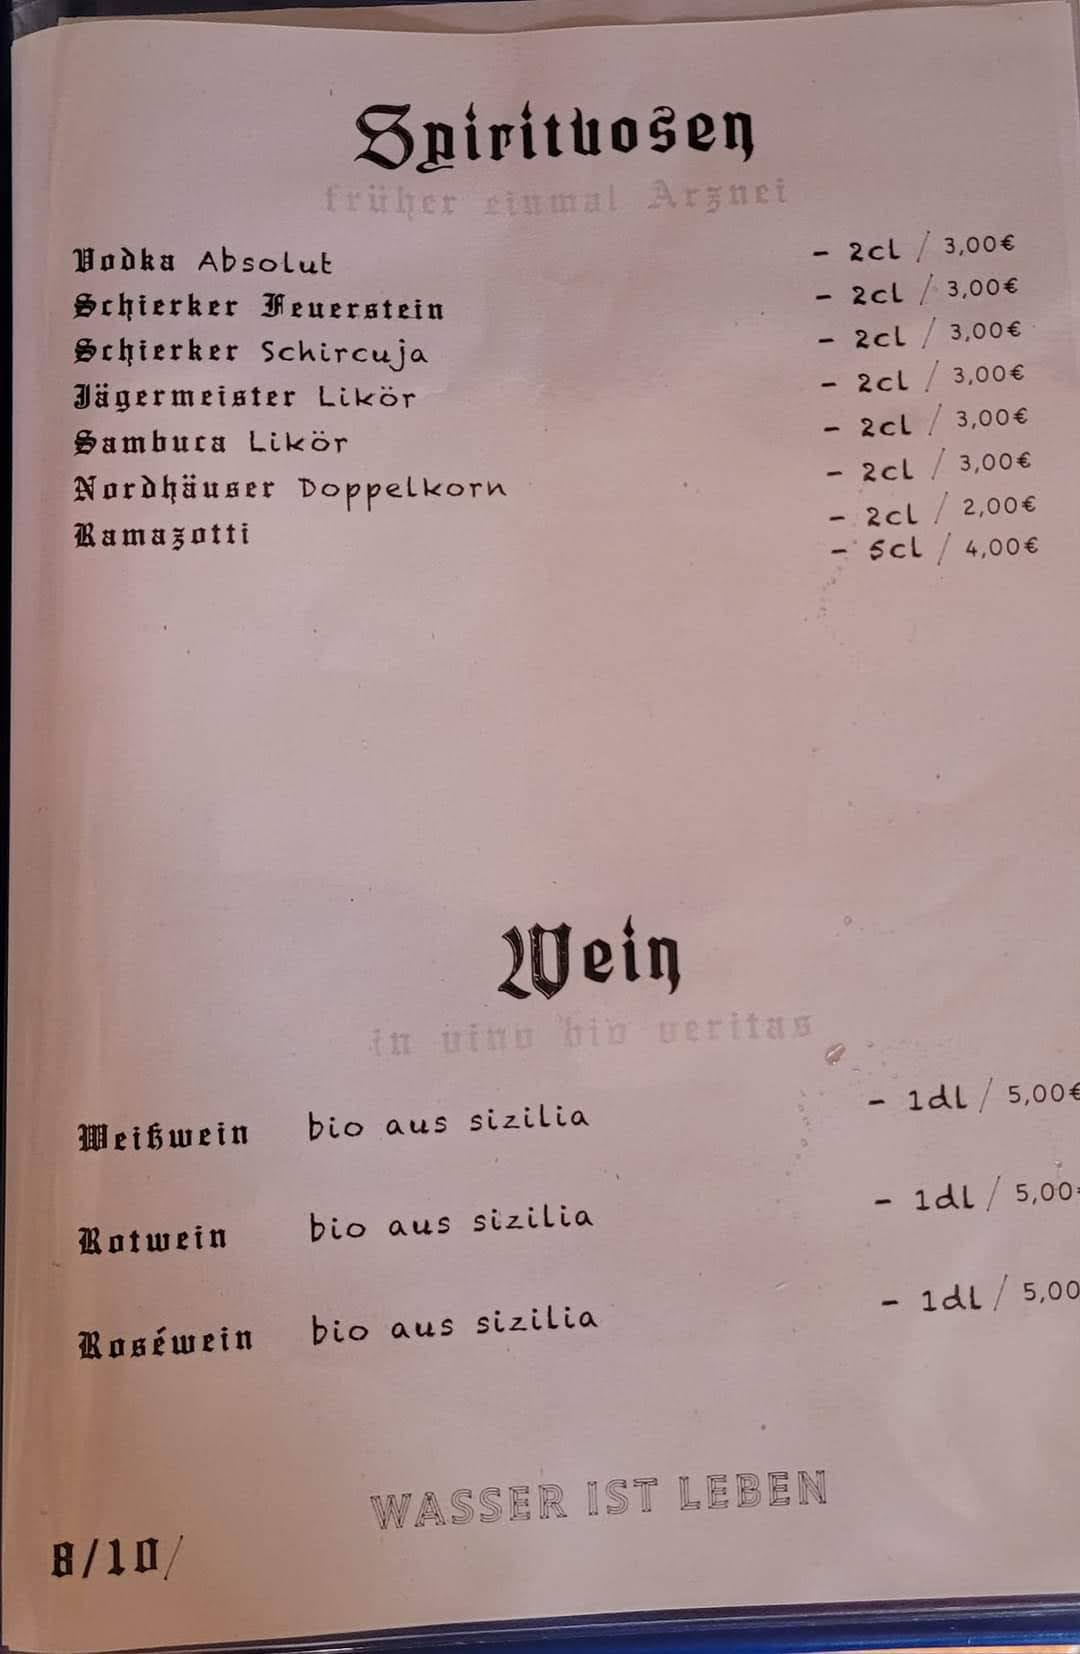 Spirituosen
früher einmal Arznei
Vodka Absolut - 2cl / 3,00€
Schierker Feuerstein - 2cl / 3,00€
Schierker Schircuja - 2cl / 3,00€
Jägermeister Likör - 2cl / 3,00€
Sambuca Likör - 2cl / 3,00€
Nordhäuser Doppelkorn - 2cl / 3,00€
Ramazotti - 2cl / 2,00€
- 5cl / 4,00€
Wein
in vino bio veritas
Weißwein bio aus sizilia - 1dl / 5,00€
Rotwein bio aus sizilia - 1dl / 5,00€
Roséwein bio aus sizilia - 1dl / 5,00
WASSER IST LEBEN
8/10/